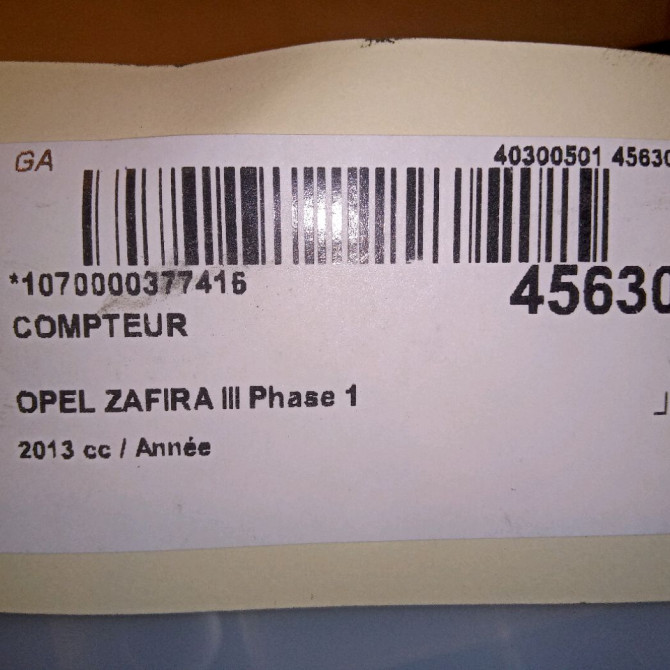 GA
40300501 45630
*1070000377416
45630
COMPTEUR
OPEL ZAFIRA III Phase 1
2013 cc / Année